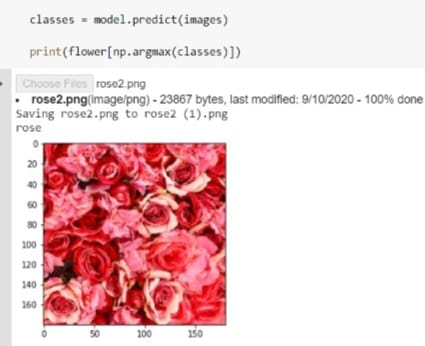 classes = model.predict(images)
print(flower[np.argmax(classes)])
Choose Files rose2.png
• rose2.png(image/png) - 23867 bytes, last modified: 9/10/2020 - 100% done
Saving rose2.png to rose2 (1).png
rose
0
20
40
60
80
100
120
140
160
0 50 100 150